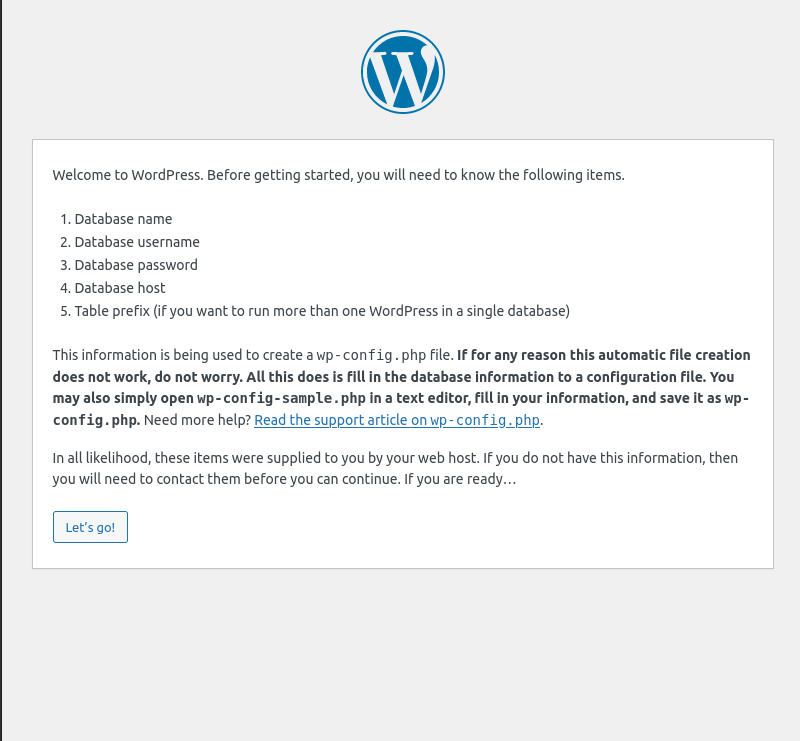 Welcome to WordPress. Before getting started, you will need to know the following items.
1. Database name
2. Database username
3. Database password
4. Database host
5. Table prefix (if you want to run more than one WordPress in a single database)
This information is being used to create a wp-config.php file. If for any reason this automatic file creation
does not work, do not worry. All this does is fill in the database information to a configuration file. You
may also simply open wp-config-sample.php in a text editor, fill in your information, and save it as wp-
config.php. Need more help? Read the support article on wp-config.php.
In all likelihood, these items were supplied to you by your web host. If you do not have this information, then
you will need to contact them before you can continue. If you are ready…
Let’s go!